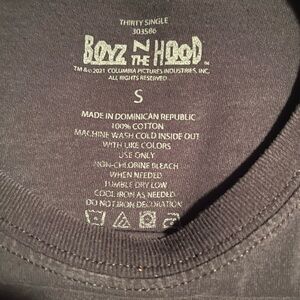 THIRTY SINGLE
303586
BOYZ N THE HOOD ™
TM & © 2021 COLUMBIA PICTURES INDUSTRIES, INC.
ALL RIGHTS RESERVED
S
MADE IN DOMINICAN REPUBLIC
100% COTTON
MACHINE WASH COLD INSIDE OUT
WITH LIKE COLORS
USE ONLY
NON-CHLORINE BLEACH
WHEN NEEDED
TUMBLE DRY LOW
COOL IRON AS NEEDED
DO NOT IRON DECORATION